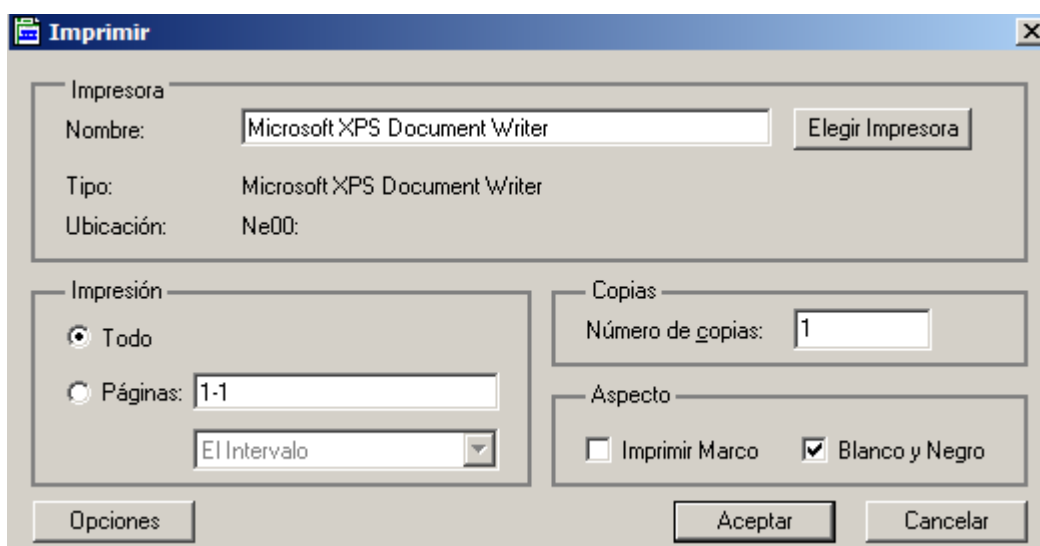 Imprimir
Impresora
Nombre: Microsoft XPS Document Writer Elegir Impresora
Tipo: Microsoft XPS Document Writer
Ubicación: Ne00:
Impresión
Todo
Páginas: 1-1
El Intervalo
Copias
Número de copias: 1
Aspecto
Imprimir Marco Blanco y Negro
Opciones Aceptar Cancelar